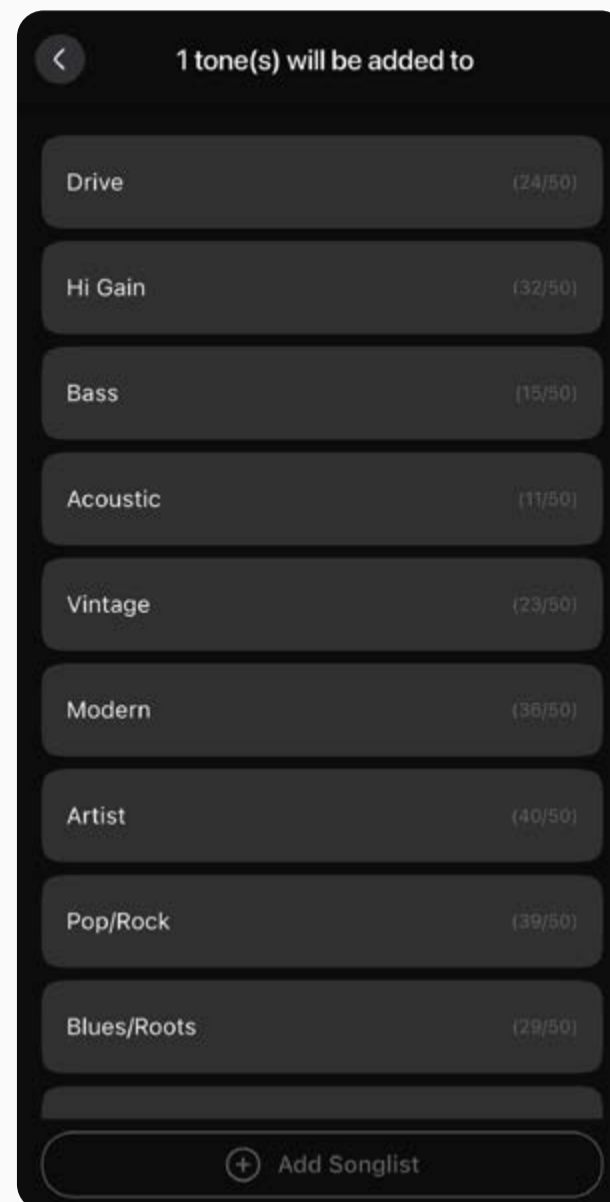 1 tone(s) will be added to
Drive (24/50)
Hi Gain (32/50)
Bass (15/50)
Acoustic (11/50)
Vintage (23/50)
Modern (36/50)
Artist (40/50)
Pop/Rock (39/50)
Blues/Roots (29/50)
Add Songlist